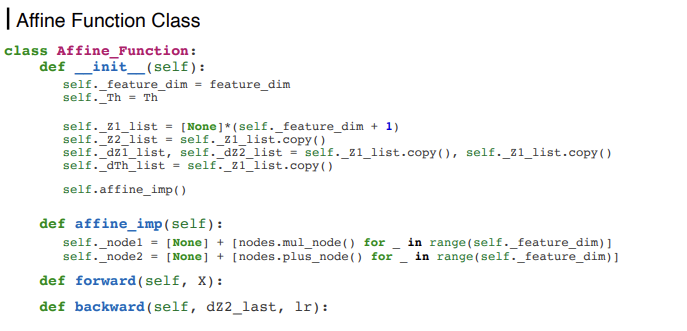 Affine Function Class
class Affine_Function:
def __init__(self):
self._feature_dim = feature_dim
self._Th = Th
self._Z1_list = [None]*(self._feature_dim + 1)
self._Z2_list = self._Z1_list.copy()
self._dZ1_list, self._dZ2_list = self._Z1_list.copy(), self._Z1_list.copy()
self._dTh_list = self._Z1_list.copy()
self.affine_imp()
def affine_imp(self):
self._node1 = [None] + [nodes.mul_node() for _ in range(self._feature_dim)]
self._node2 = [None] + [nodes.plus_node() for _ in range(self._feature_dim)]
def forward(self, X):
def backward(self, dZ2_last, lr):